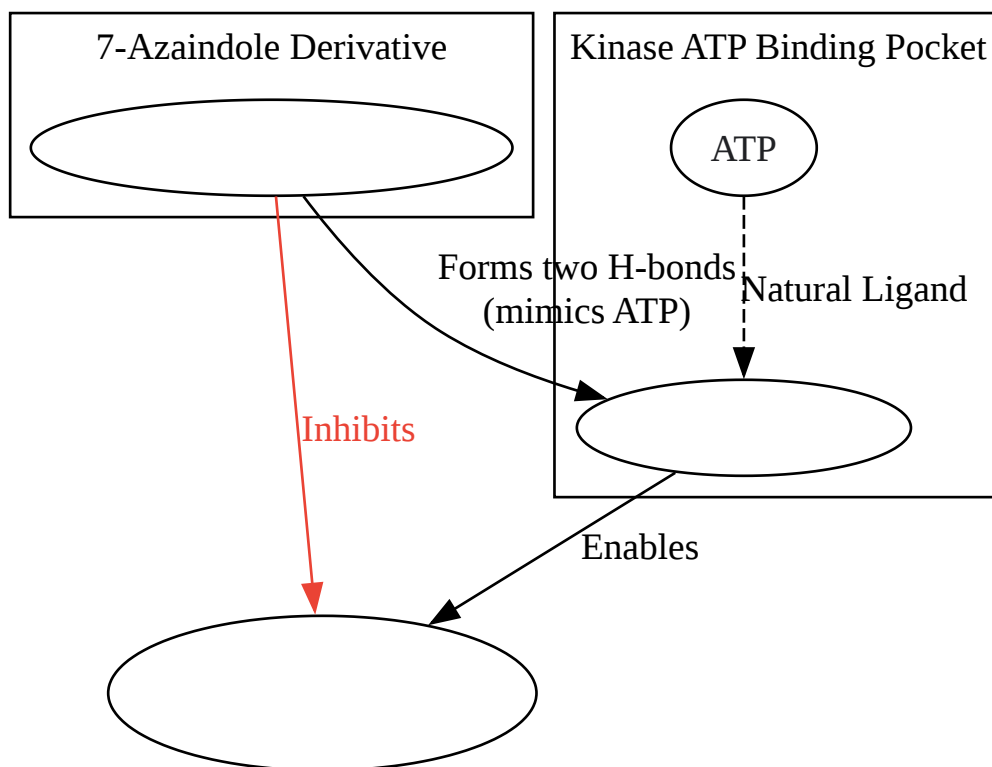 7-Azaindole Derivative
Kinase ATP Binding Pocket
ATP
Forms two H-bonds
(mimics ATP)
Natural Ligand
Inhibits
Enables